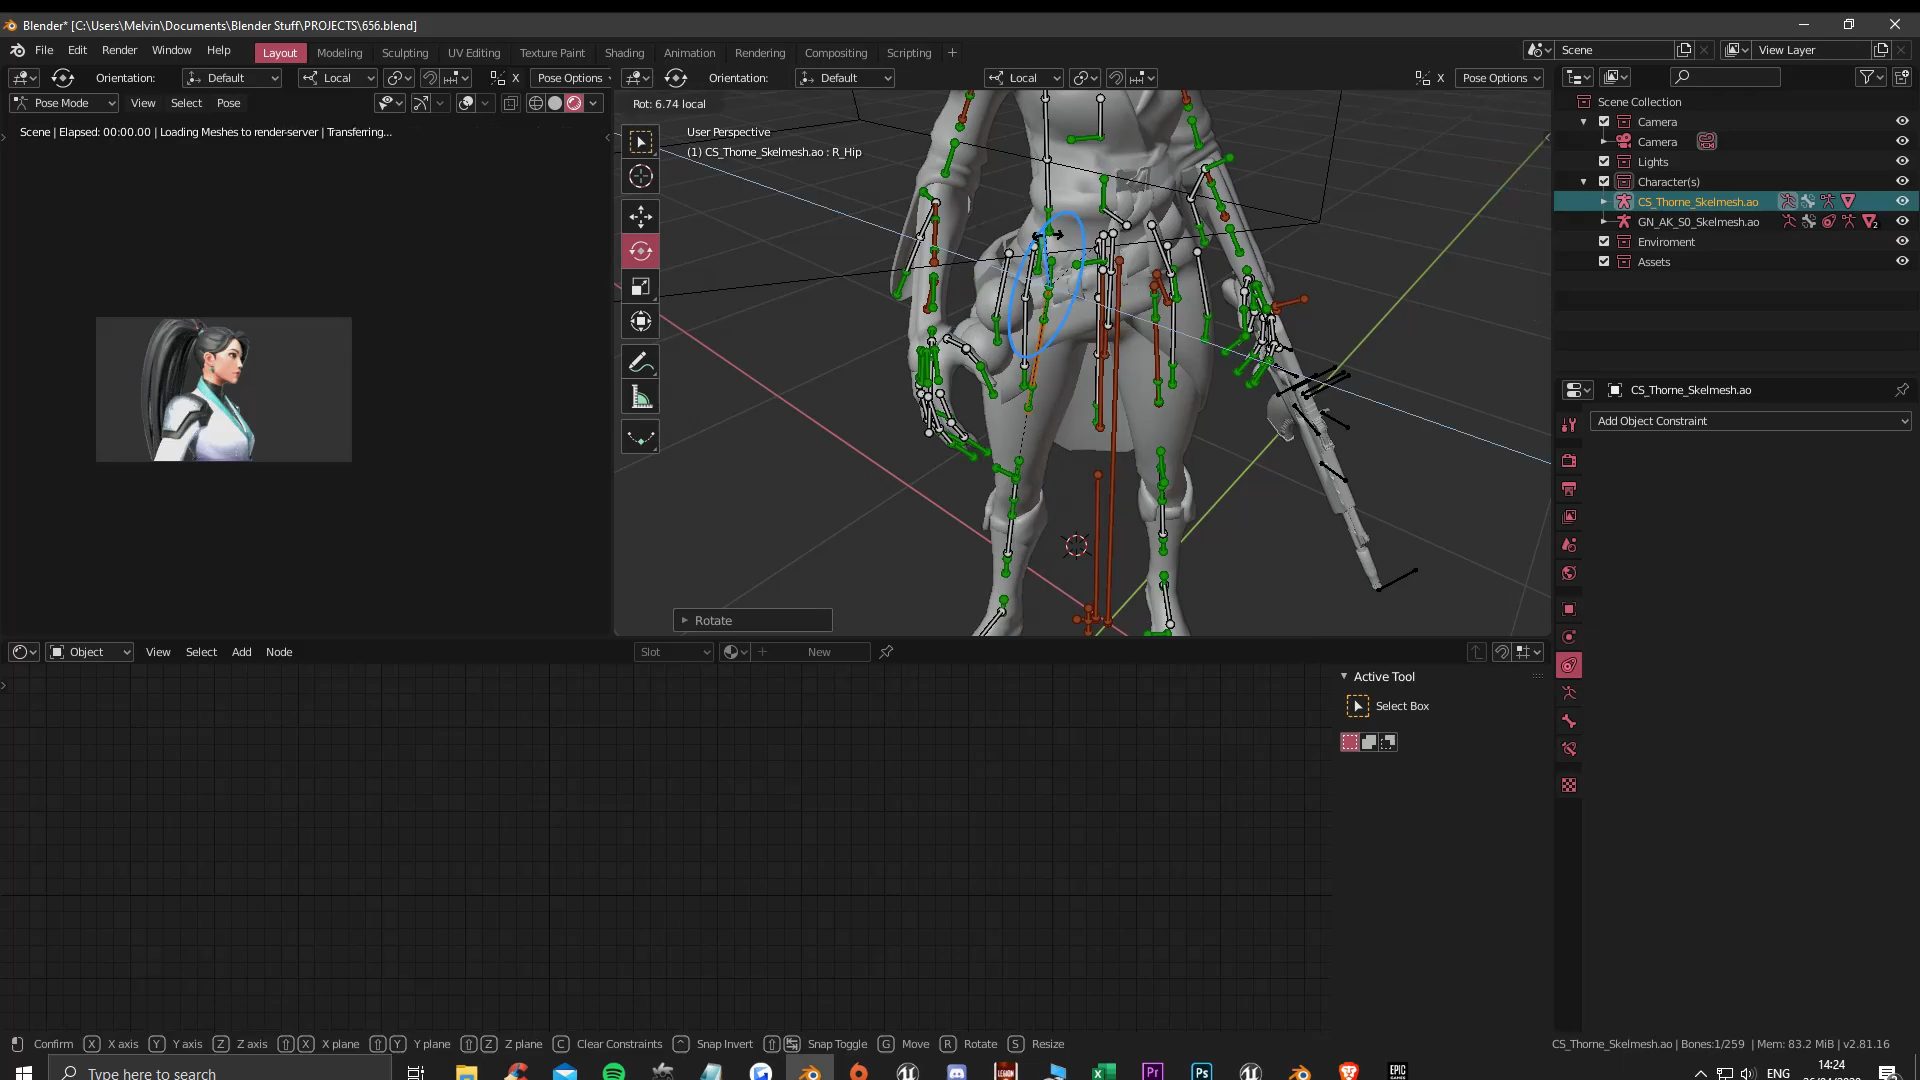 Blender* [C:\Users\Melvin\Documents\Blender Stuff\PROJECTS\656.blend]
File Edit Render Window Help Layout Modeling Sculpting UV Editing Texture Paint Shading Animation Rendering Compositing Scripting + Scene View Layer
Orientation: Default Local X Pose Options Orientation: Default Local X Pose Options
Pose Mode View Select Pose
Rot: 6.74 local
Scene | Elapsed: 00:00.00 | Loading Meshes to render-server | Transferring...
User Perspective
(1) CS_Thorne_Skelmesh.ao : R_Hip
Scene Collection
Camera
Camera
Lights
Character(s)
CS_Thorne_Skelmesh.ao
GN_AK_S0_Skelmesh.ao
Enviroment
Assets
CS_Thorne_Skelmesh.ao
Add Object Constraint
Rotate
Object View Select Add Node Slot New
Active Tool
Select Box
Confirm X X axis Y Y axis Z Z axis X X plane Y Y plane Z Z plane C Clear Constraints ^ Snap Invert Snap Toggle G Move R Rotate S Resize CS_Thorne_Skelmesh.ao | Bones:1/259 | Mem: 83.2 MiB | v2.81.16
Type here to search
ENG
14:24